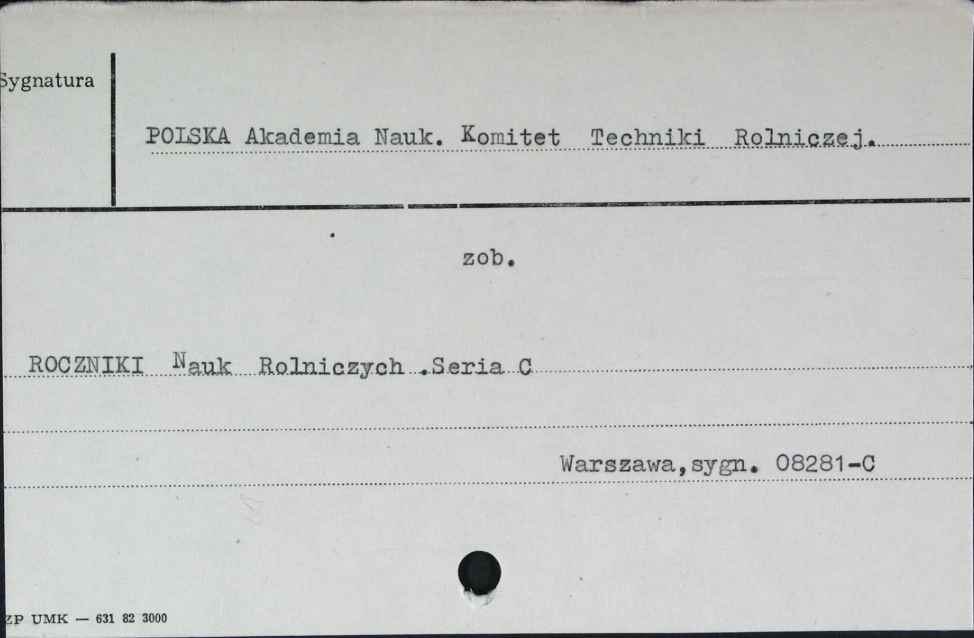 Sygnatura
POLSKA Akademia Nauk. Komitet Techniki Rolniczej.
zob.
ROCZNIKI Nauk Rolniczych .Seria C
Warszawa,sygn. 08281-C
ZP UMK — 631 82 3000